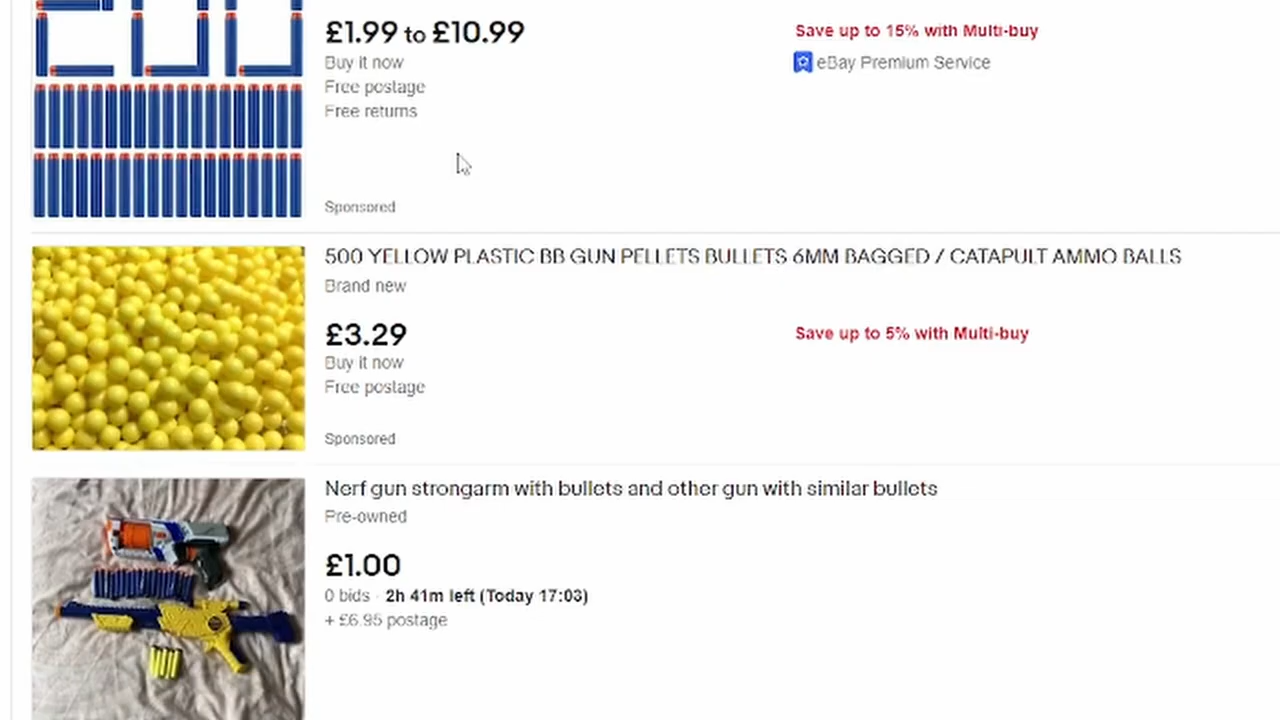 £1.99 to £10.99
Save up to 15% with Multi-buy
Buy it now
eBay Premium Service
Free postage
Free returns
Sponsored
500 YELLOW PLASTIC BB GUN PELLETS BULLETS 6MM BAGGED / CATAPULT AMMO BALLS
Brand new
£3.29
Save up to 5% with Multi-buy
Buy it now
Free postage
Sponsored
Nerf gun strongarm with bullets and other gun with similar bullets
Pre-owned
£1.00
0 bids · 2h 41m left (Today 17:03)
+ £6.95 postage